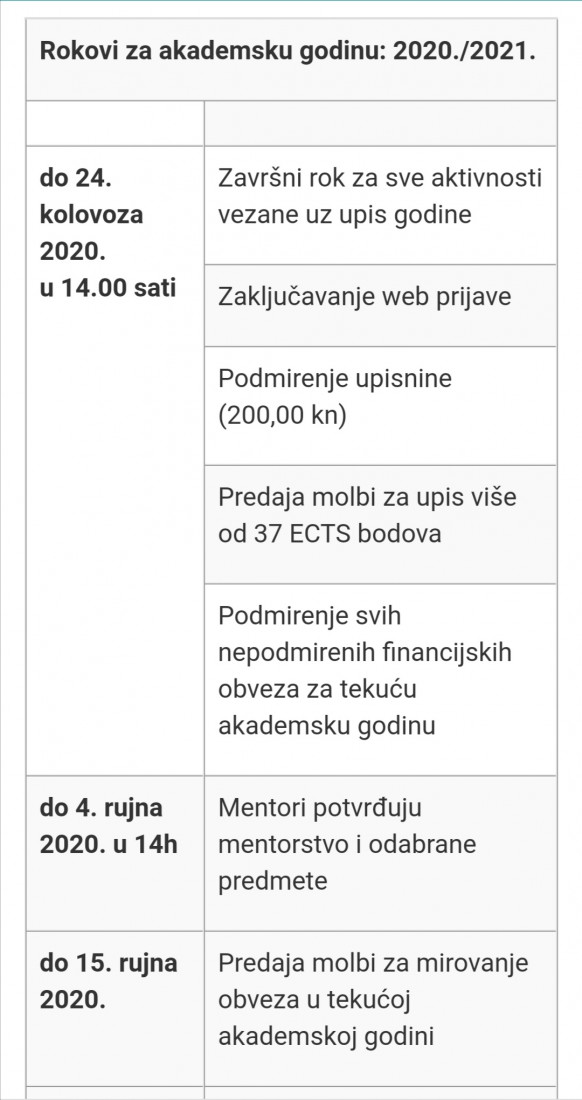 Rokovi za akademsku godinu: 2020./2021.
do 24.
kolovoza
2020.
u 14.00 sati
Završni rok za sve aktivnosti
vezane uz upis godine
Zaključavanje web prijave
Podmirenje upisnine
(200,00 kn)
Predaja molbi za upis više
od 37 ECTS bodova
Podmirenje svih
nepodmirenih financijskih
obveza za tekuću
akademsku godinu
do 4. rujna
2020. u 14h
Mentori potvrđuju
mentorstvo i odabrane
predmete
do 15. rujna
2020.
Predaja molbi za mirovanje
obveza u tekućoj
akademskoj godini